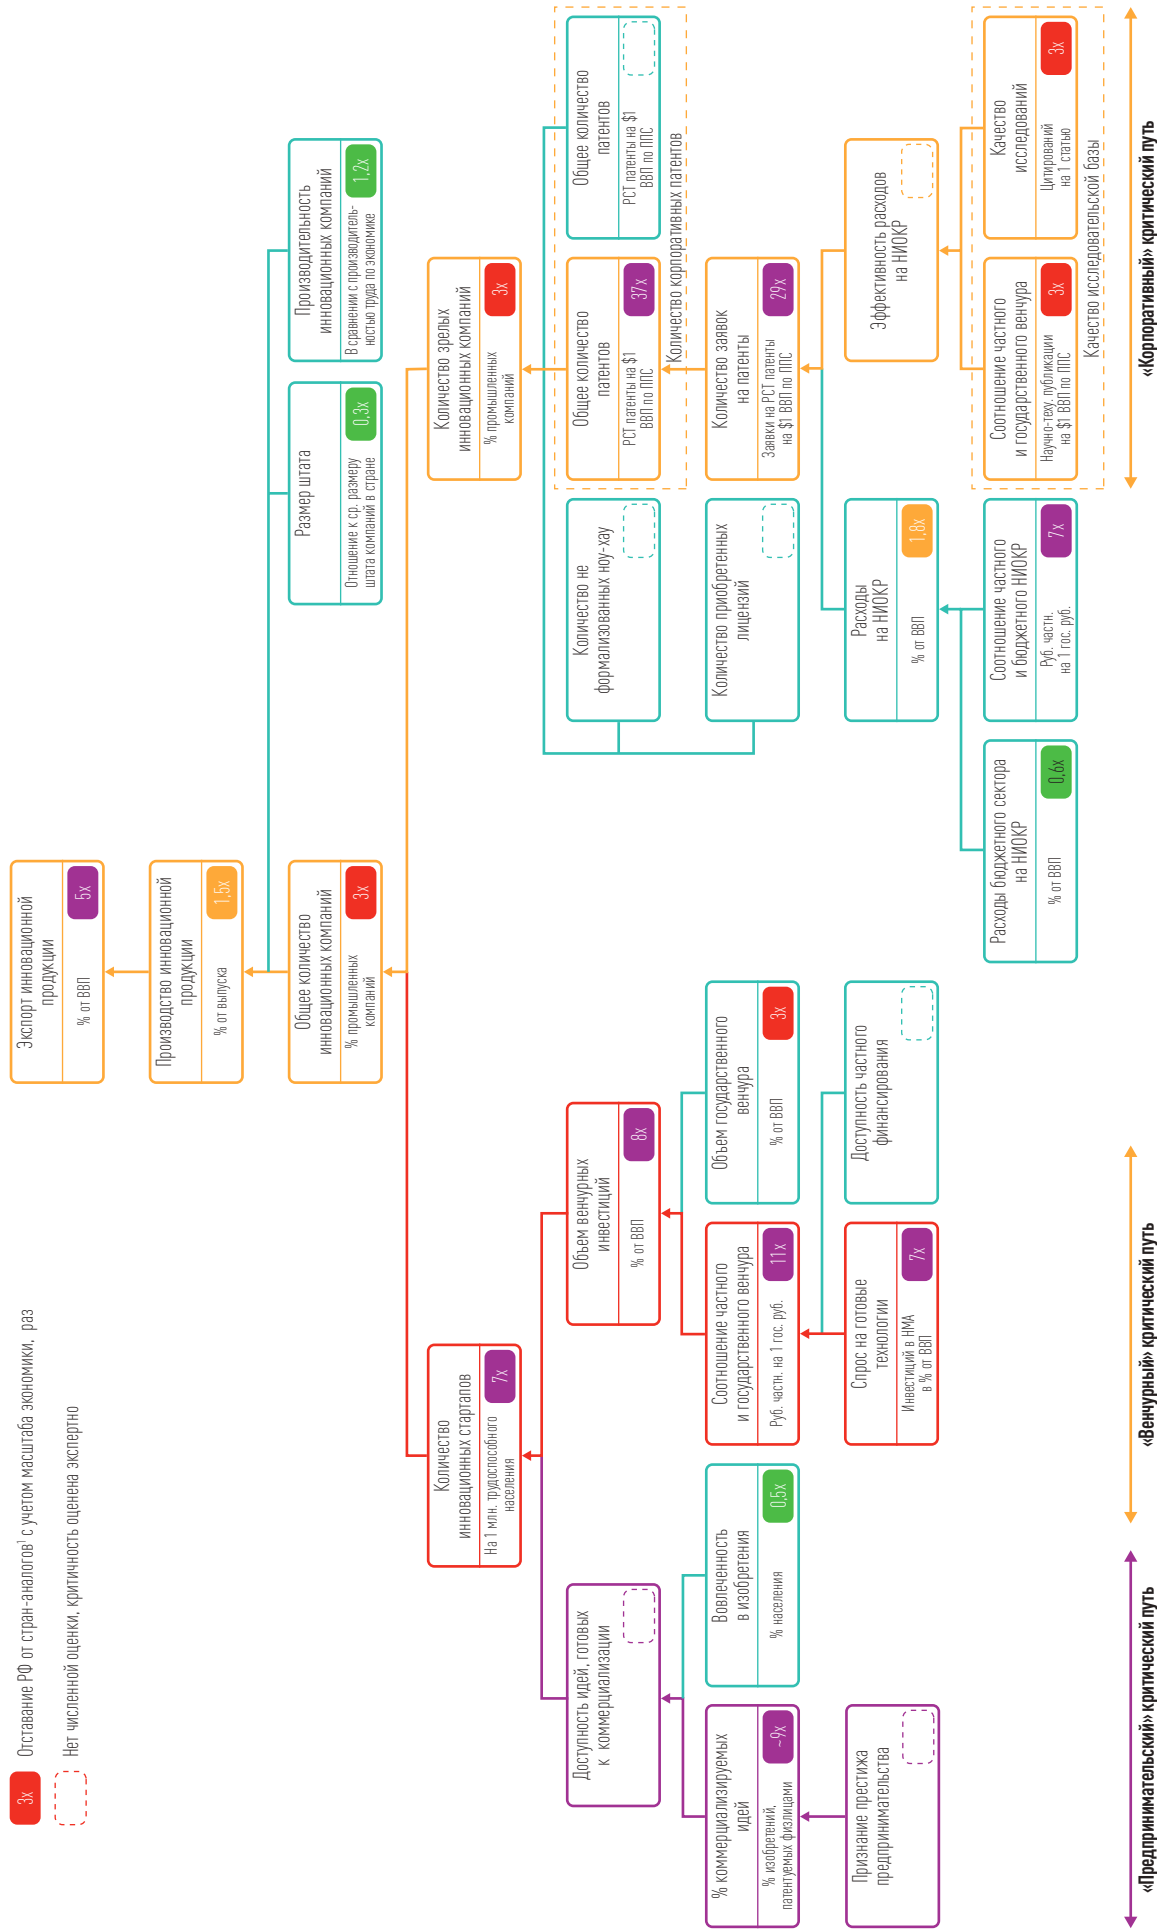 3x
Отставание РФ от стран-аналогов¹ с учетом масштаба экономики, раз
Нет численной оценки, критичность оценена экспертно
Экспорт инновационной
продукции
% от ВВП
5x
Производство инновационной
продукции
% от выпуска
1,5x
Общее количество
инновационных компаний
% промышленных
компаний
3x
Размер штата
Отношение к ср. размеру
штата компаний в стране
0,3x
Производительность
инновационных компаний
В сравнении с производитель-
ностью труда по экономике
1,2x
Количество
инновационных стартапов
На 1 млн. трудоспособного
населения
7x
Количество зрелых
инновационных компаний
% промышленных
компаний
3x
Доступность идей, готовых
к коммерциализации
Объем венчурных
инвестиций
% от ВВП
8x
Количество не
формализованных ноу-хау
Общее количество
патентов
PCT патенты на $1
ВВП по ППС
37x
Общее количество
патентов
PCT патенты на $1
ВВП по ППС
Количество корпоративных патентов
% коммерциализируемых
идей
% изобретений,
патентуемых физлицами
~9x
Вовлеченность
в изобретения
% населения
0,5x
Соотношение частного
и государственного венчура
Руб. частн. на 1 гос. руб.
11x
Объем государственного
венчура
% от ВВП
3x
Количество приобретенных
лицензий
Количество заявок
на патенты
Заявки на PCT патенты
на $1 ВВП по ППС
29x
Признание престижа
предпринимательства
Спрос на готовые
технологии
Инвестиций в НМА
в % от ВВП
7x
Доступность частного
финансирования
Расходы
на НИОКР
% от ВВП
1,8x
Эффективность расходов
на НИОКР
Расходы бюджетного сектора
на НИОКР
% от ВВП
0,6x
Соотношение частного
и бюджетного НИОКР
Руб. частн.
на 1 гос. руб.
7x
Соотношение частного
и государственного венчура
Научно-тех. публикации
на $1 ВВП по ППС
3x
Качество
исследований
Цитирований
на 1 статью
3x
Качество исследовательской базы
«Предпринимательский» критический путь
«Венчурный» критический путь
«Корпоративный» критический путь